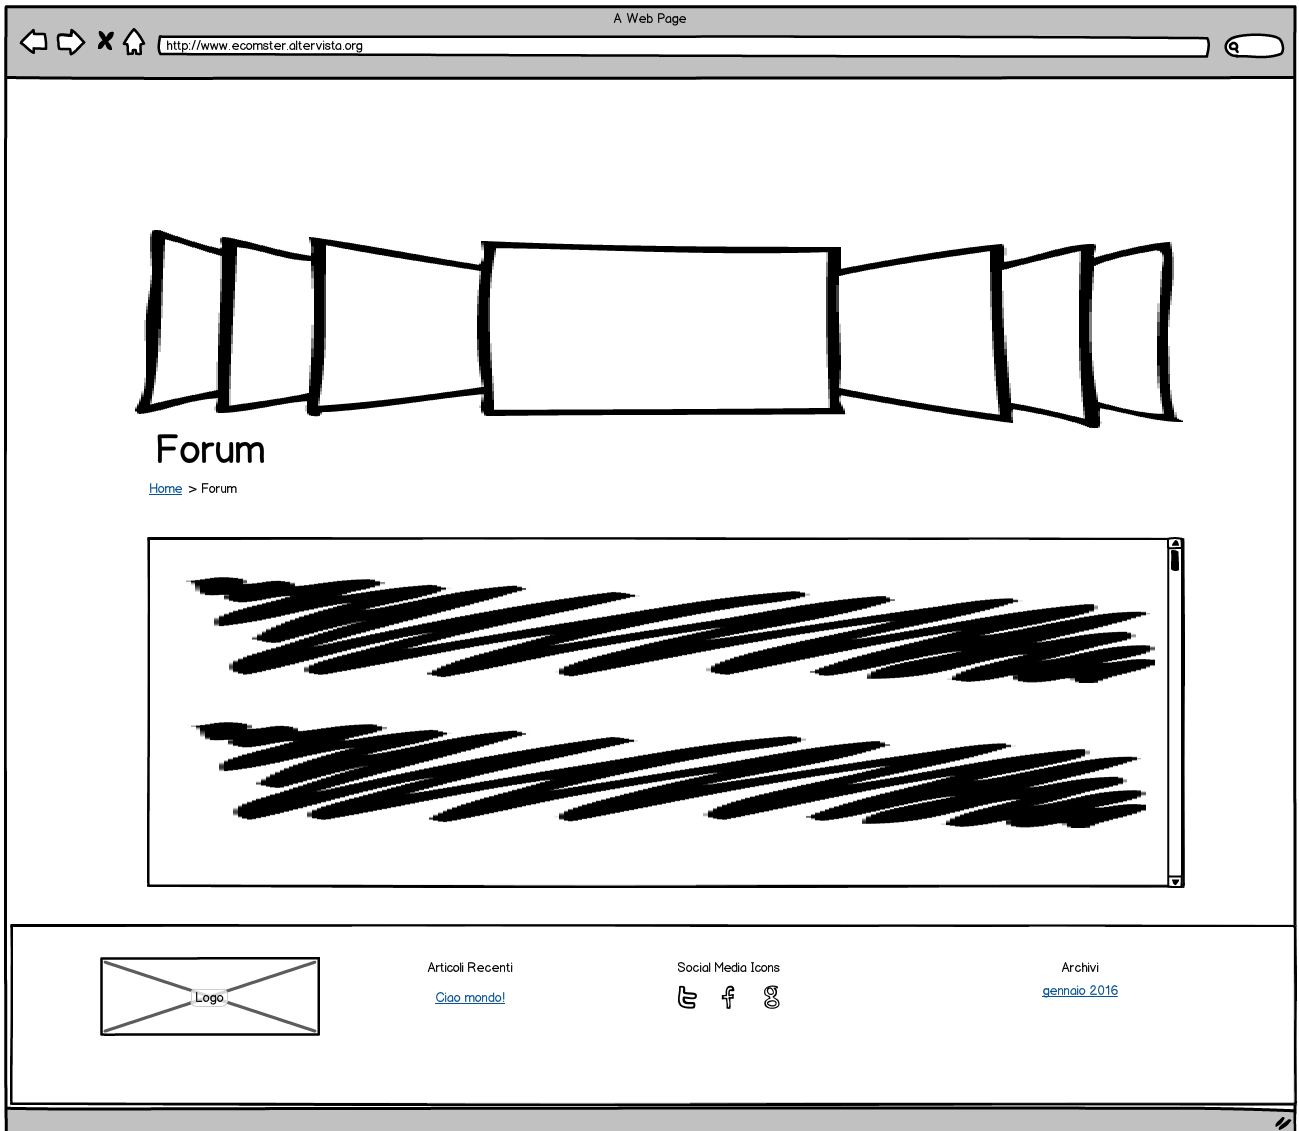 A Web Page
http://www.ecomster.altervista.org
Forum
Home > Forum
Logo
Articoli Recenti
Ciao mondo!
Social Media Icons
Archivi
gennaio 2016